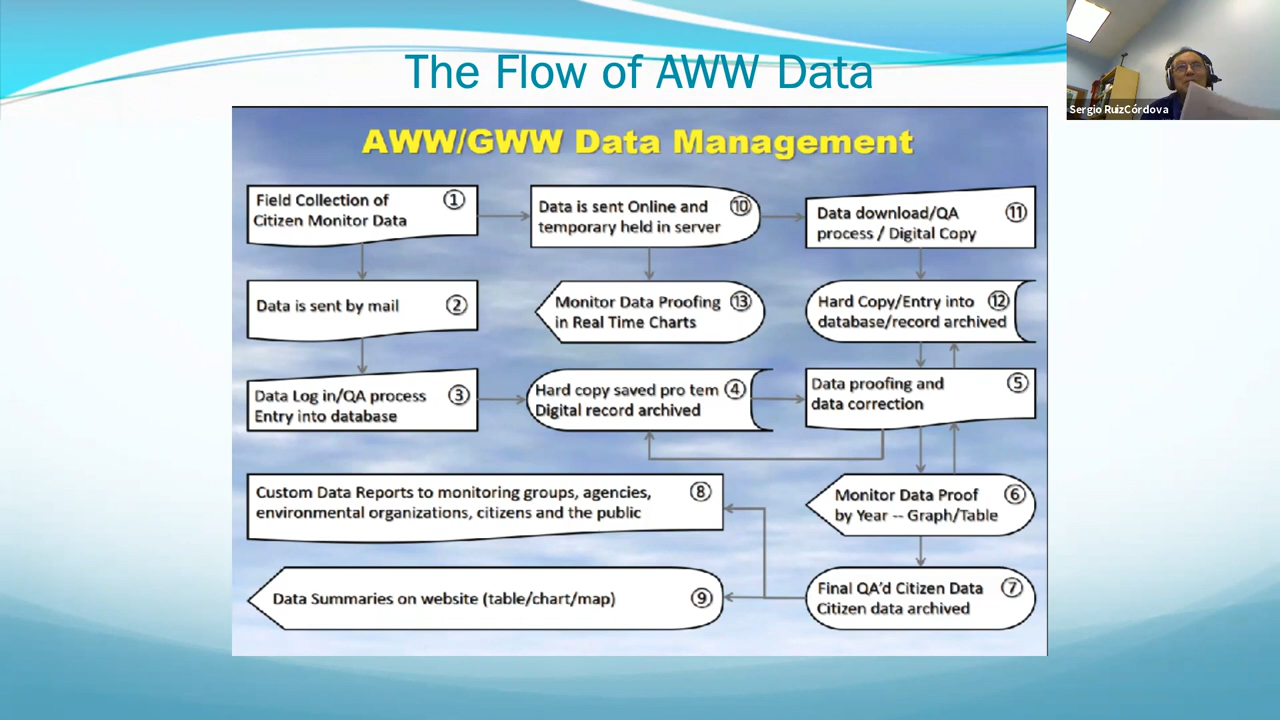 The Flow of AWW Data
Sergio RuizCórdova
AWW/GWW Data Management
Field Collection of
Citizen Monitor Data
①
Data is sent Online and
temporary held in server
⑩
Data download/QA
process / Digital Copy
⑪
Data is sent by mail
②
Monitor Data Proofing
in Real Time Charts
⑬
Hard Copy/Entry into
database/record archived
⑫
Data Log in/QA process
Entry into database
③
Hard copy saved pro tem
Digital record archived
④
Data proofing and
data correction
⑤
Custom Data Reports to monitoring groups, agencies,
environmental organizations, citizens and the public
⑧
Monitor Data Proof
by Year -- Graph/Table
⑥
Data Summaries on website (table/chart/map)
⑨
Final QA'd Citizen Data
Citizen data archived
⑦